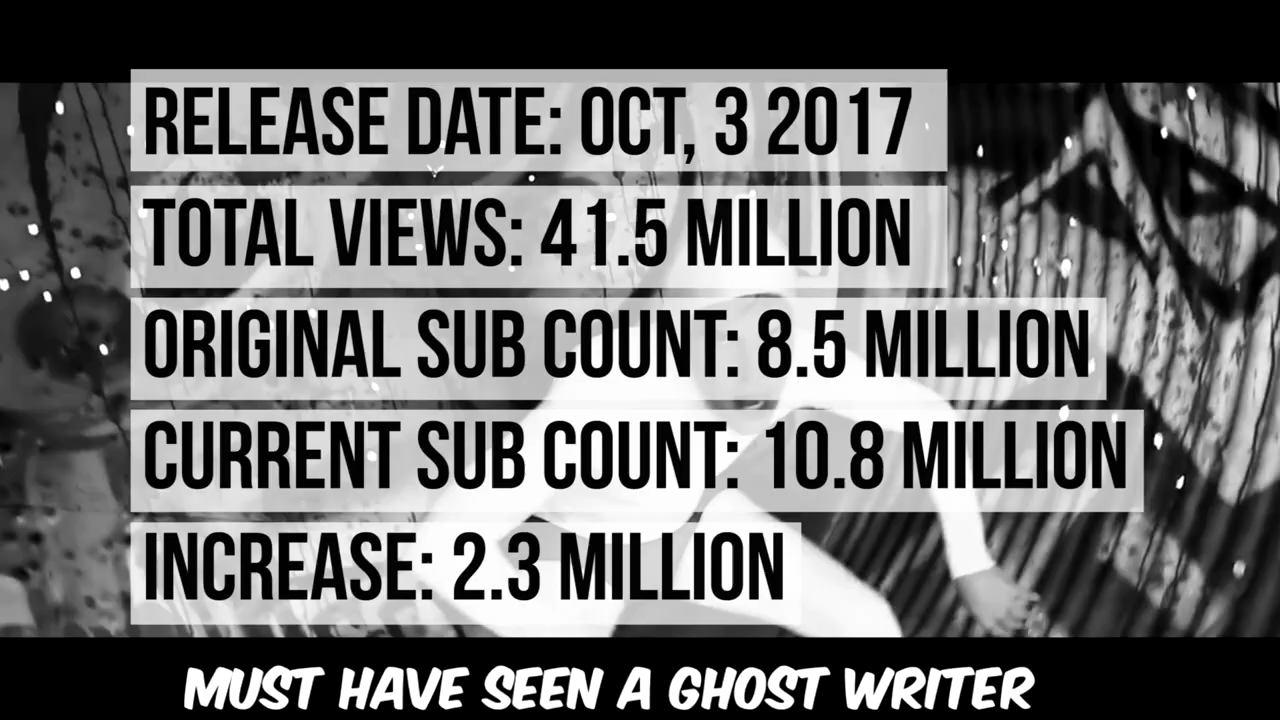 RELEASE DATE: OCT, 3 2017
TOTAL VIEWS: 41.5 MILLION
ORIGINAL SUB COUNT: 8.5 MILLION
CURRENT SUB COUNT: 10.8 MILLION
INCREASE: 2.3 MILLION
MUST HAVE SEEN A GHOST WRITER